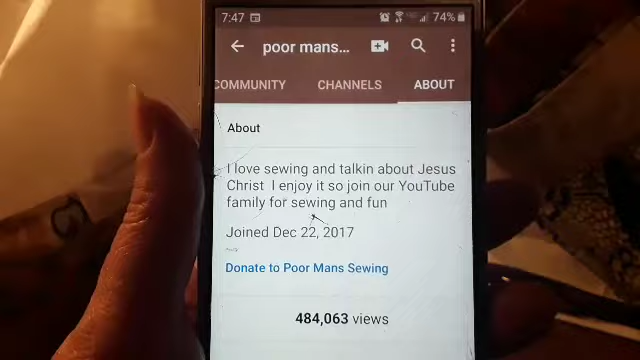 7:47 74%
poor mans...
COMMUNITY CHANNELS ABOUT
About
I love sewing and talkin about Jesus
Christ I enjoy it so join our YouTube
family for sewing and fun
Joined Dec 22, 2017
Donate to Poor Mans Sewing
484,063 views